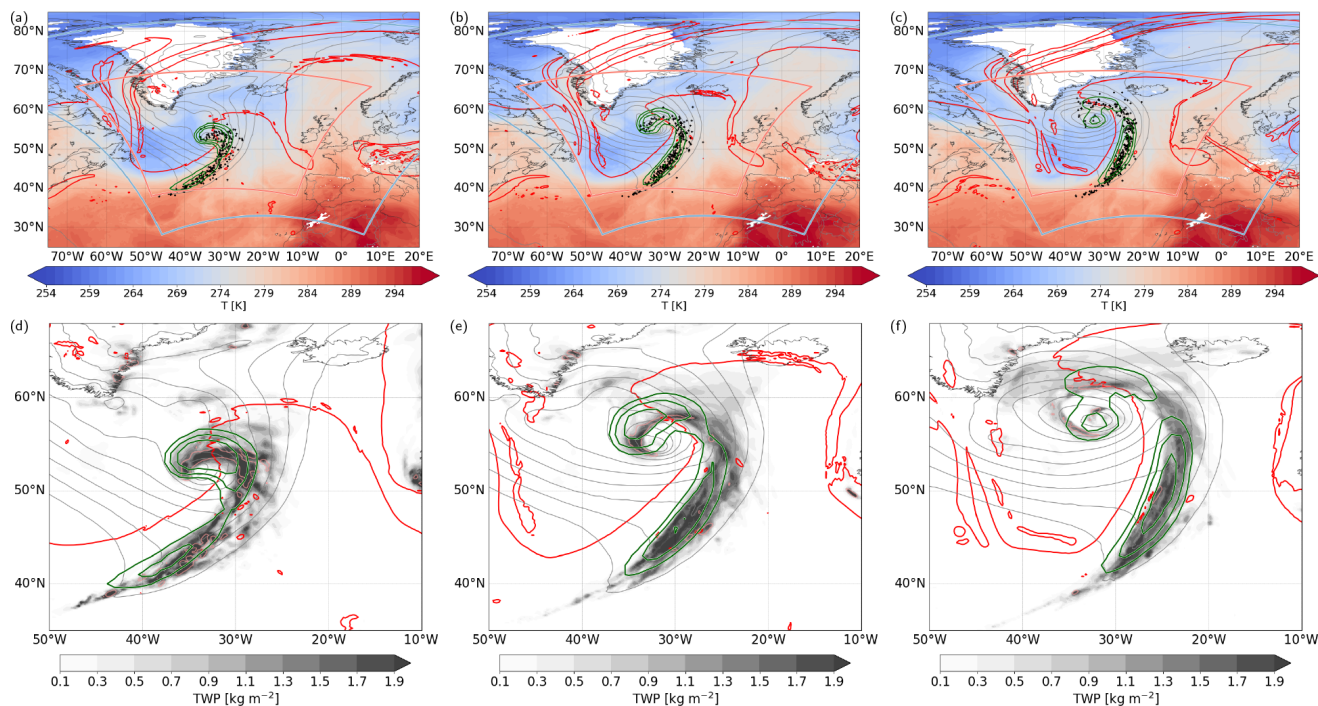 (a)
(b)
(c)
80°N
80°N
80°N
70°N
70°N
70°N
60°N
60°N
60°N
50°N
50°N
50°N
40°N
40°N
40°N
30°N
30°N
30°N
70°W 60°W 50°W 40°W 30°W 20°W 10°W 0° 10°E 20°E
70°W 60°W 50°W 40°W 30°W 20°W 10°W 0° 10°E 20°E
70°W 60°W 50°W 40°W 30°W 20°W 10°W 0° 10°E 20°E
254 259 264 269 274 279 284 289 294
254 259 264 269 274 279 284 289 294
254 259 264 269 274 279 284 289 294
T [K]
T [K]
T [K]
(d)
(e)
(f)
60°N
60°N
60°N
50°N
50°N
50°N
40°N
40°N
40°N
50°W 40°W 30°W 20°W 10°W
50°W 40°W 30°W 20°W 10°W
50°W 40°W 30°W 20°W 10°W
0.1 0.3 0.5 0.7 0.9 1.1 1.3 1.5 1.7 1.9
0.1 0.3 0.5 0.7 0.9 1.1 1.3 1.5 1.7 1.9
0.1 0.3 0.5 0.7 0.9 1.1 1.3 1.5 1.7 1.9
TWP [kg m⁻²]
TWP [kg m⁻²]
TWP [kg m⁻²]